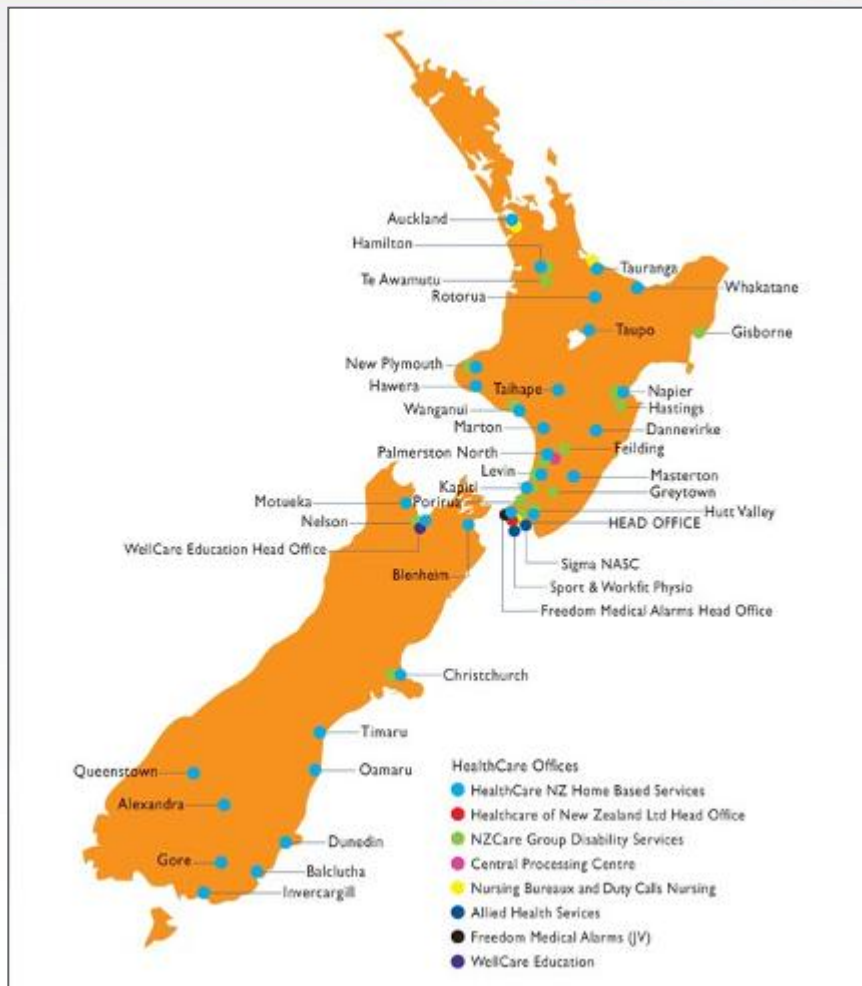 Auckland
Hamilton
Te Awamutu
Rotorua
Tauranga
Whakatane
Taupo
Gisborne
New Plymouth
Hawera
Taihape
Napier
Hastings
Wanganui
Marton
Dannevirke
Palmerston North
Feilding
Levin
Masterton
Kapiti
Greytown
Motueka
Porirua
Hutt Valley
Nelson
HEAD OFFICE
WellCare Education Head Office
Sigma NASC
Blenheim
Sport & Workfit Physio
Freedom Medical Alarms Head Office
Christchurch
Timaru
Queenstown
Oamaru
Alexandra
Dunedin
Gore
Balclutha
Invercargill
HealthCare Offices
HealthCare NZ Home Based Services
Healthcare of New Zealand Ltd Head Office
NZCare Group Disability Services
Central Processing Centre
Nursing Bureaux and Duty Calls Nursing
Allied Health Sevices
Freedom Medical Alarms (JV)
WellCare Education